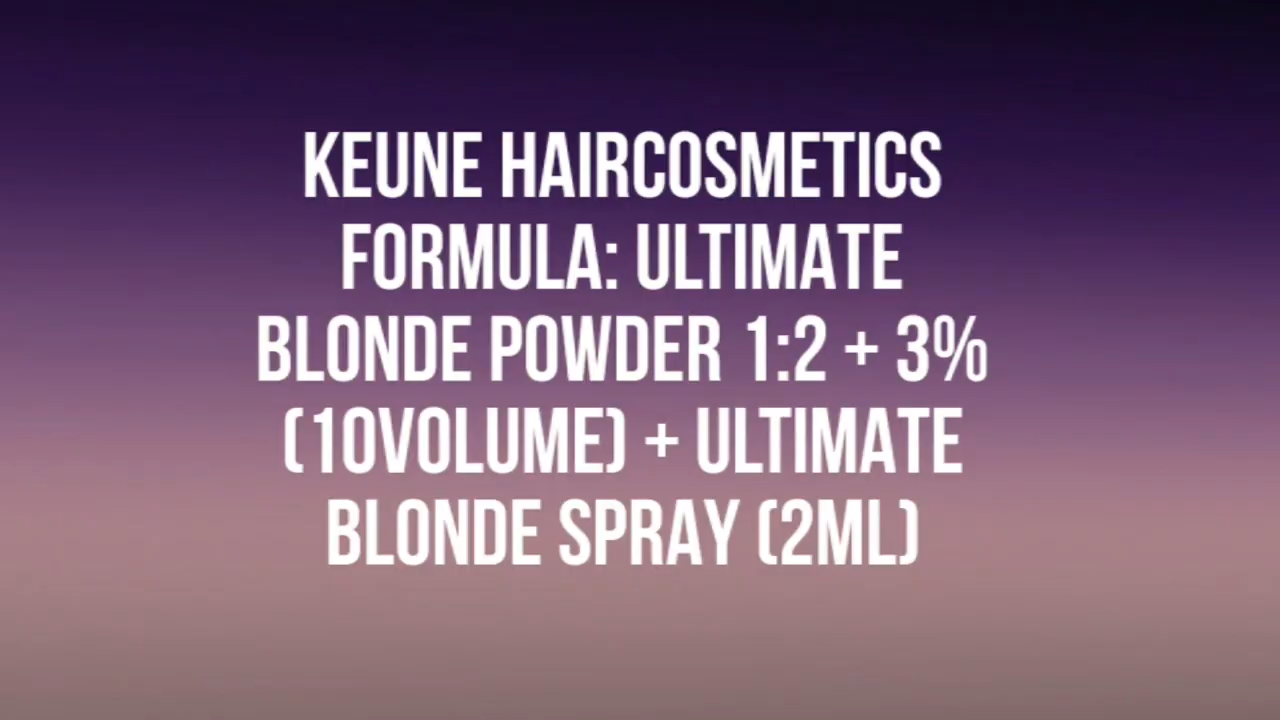 KEUNE HAIRCOSMETICS
FORMULA: ULTIMATE
BLONDE POWDER 1:2 + 3%
(10VOLUME) + ULTIMATE
BLONDE SPRAY (2ML)